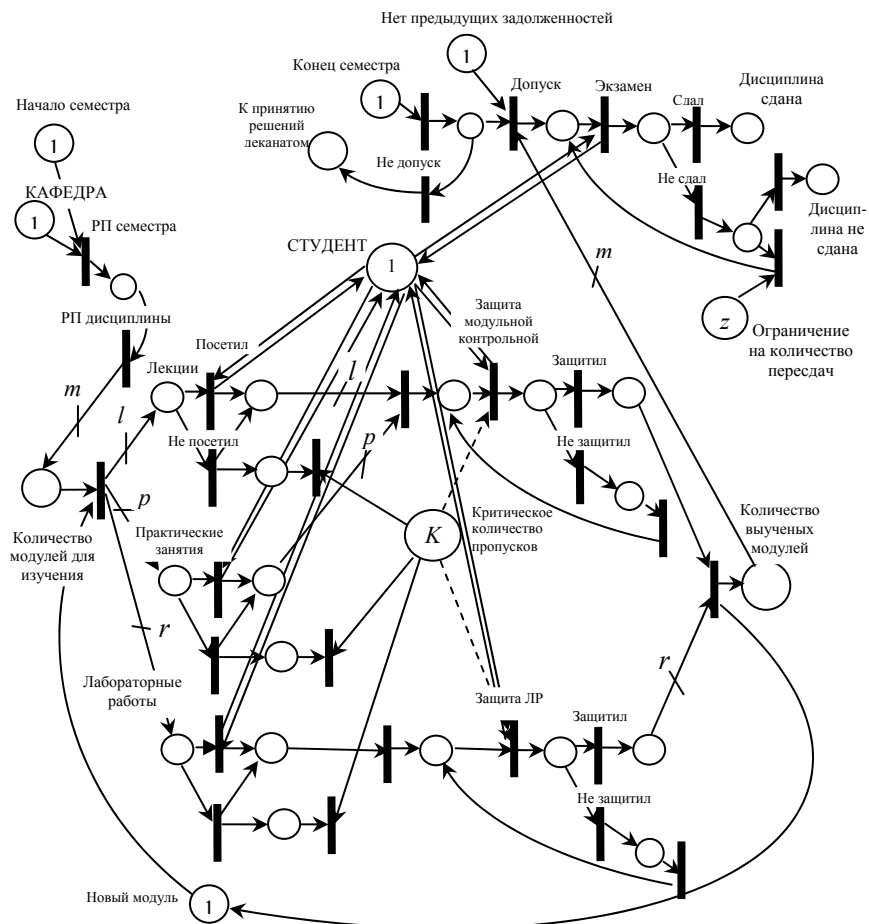 Нет предыдущих задолженностей
1
Конец семестра
Допуск
Экзамен
Сдал
Дисциплина
сдана
Начало семестра
1
К принятию
решений
деканатом
Не допуск
1
КАФЕДРА
1
РП семестра
Не сдал
Дисцип-
лина не
сдана
СТУДЕНТ
1
m
z
Ограничение
на количество
пересдач
РП дисциплины
Посетил
Защита
модульной
контрольной
Защитил
Лекции
m
l
l
p
Не посетил
Не защитил
p
Количество
модулей для
изучения
Практические
занятия
K
Критическое
количество
пропусков
Количество
выученных
модулей
r
r
Лабораторные
работы
Защита ЛР
Защитил
Не защитил
Новый модуль
1